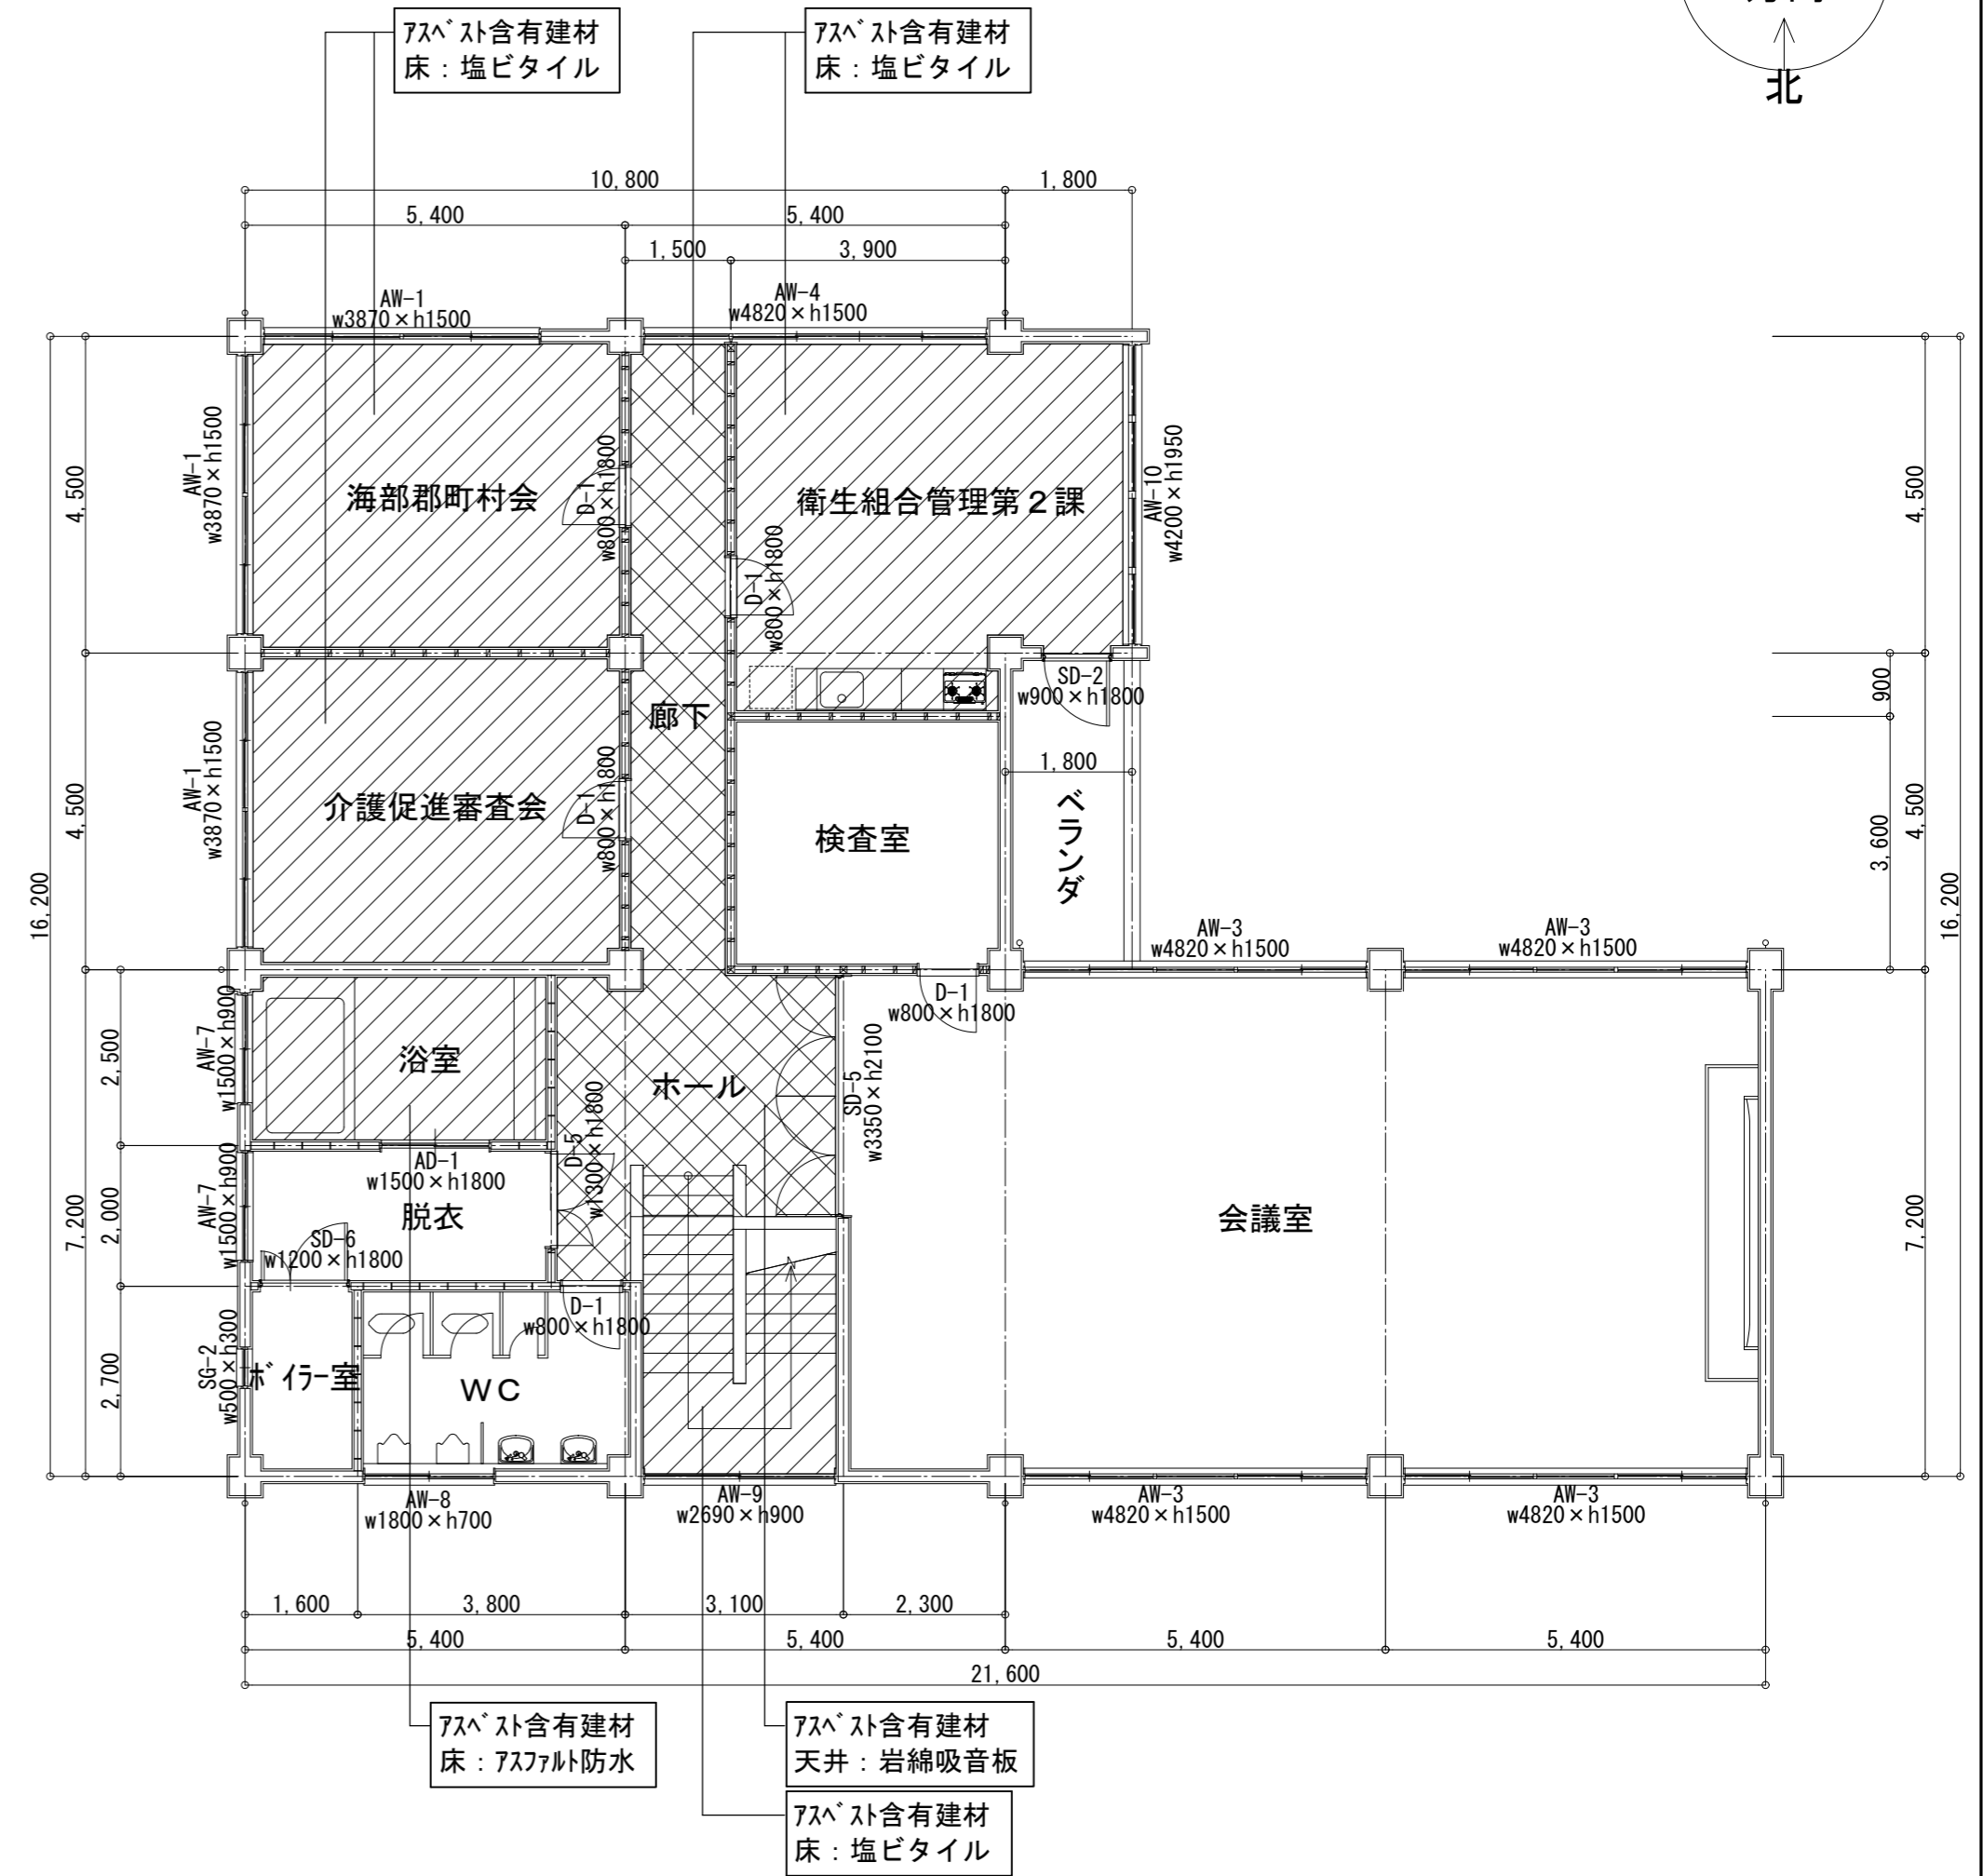 方向
北
ｱｽﾍﾞｽﾄ含有建材
床：塩ビタイル
ｱｽﾍﾞｽﾄ含有建材
床：塩ビタイル
10,800
1,800
5,400
5,400
1,500
3,900
AW-1
w3870×h1500
AW-4
w4820×h1500
AW-1
w3870×h1500
4,500
海部郡町村会
D-1
w800×h1800
衛生組合管理第２課
D-1
w800×h1800
AW-10
w4200×h1950
4,500
SD-2
w900×h1800
900
廊下
AW-1
w3870×h1500
4,500
介護促進審査会
D-1
w800×h1800
検査室
1,800
ベランダ
4,500
3,600
16,200
16,200
AW-3
w4820×h1500
AW-3
w4820×h1500
D-1
w800×h1800
AW-7
w1500×h900
2,500
浴室
ホール
SD-5
w3350×h2100
D-5
w1300×h1800
AD-1
w1500×h1800
AW-7
w1500×h900
7,200
2,000
脱衣
SD-6
w1200×h1800
会議室
7,200
D-1
w800×h1800
SG-2
w500×h300
2,700
ﾎﾞｲﾗｰ室
ＷＣ
AW-8
w1800×h700
AW-9
w2690×h900
AW-3
w4820×h1500
AW-3
w4820×h1500
1,600
3,800
3,100
2,300
5,400
5,400
5,400
5,400
21,600
ｱｽﾍﾞｽﾄ含有建材
床：ｱｽﾌｧﾙﾄ防水
ｱｽﾍﾞｽﾄ含有建材
天井：岩綿吸音板
ｱｽﾍﾞｽﾄ含有建材
床：塩ビタイル